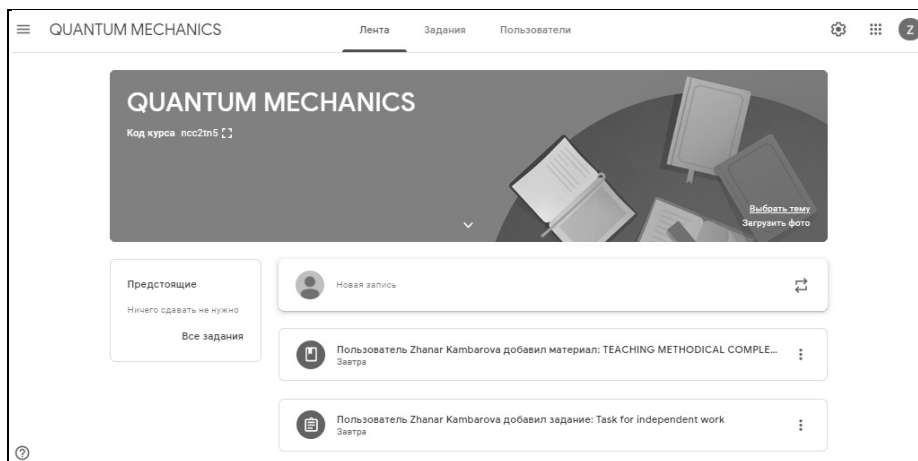 QUANTUM MECHANICS
Лента Задания Пользователи
Z
QUANTUM MECHANICS
Код курса ncc2tn5
Выбрать тему
Загрузить фото
Предстоящие
Ничего сдавать не нужно
Все задания
Новая запись
Пользователь Zhanar Kambarova добавил материал: TEACHING METHODICAL COMPLE...
Завтра
Пользователь Zhanar Kambarova добавил задание: Task for independent work
Завтра